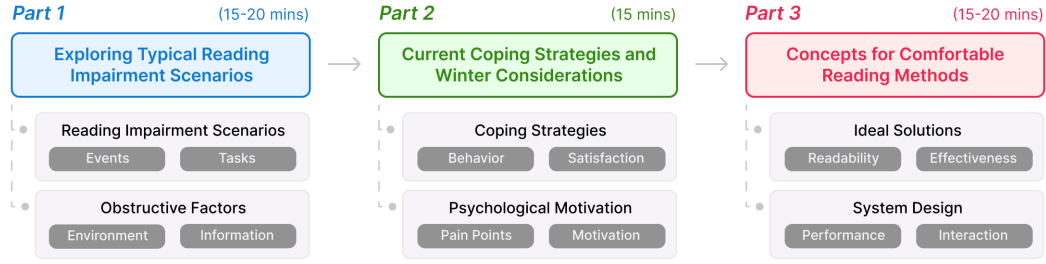 Part 1 (15-20 mins)
Exploring Typical Reading
Impairment Scenarios
Reading Impairment Scenarios
Events Tasks
Obstructive Factors
Environment Information
Part 2 (15 mins)
Current Coping Strategies and
Winter Considerations
Coping Strategies
Behavior Satisfaction
Psychological Motivation
Pain Points Motivation
Part 3 (15-20 mins)
Concepts for Comfortable
Reading Methods
Ideal Solutions
Readability Effectiveness
System Design
Performance Interaction